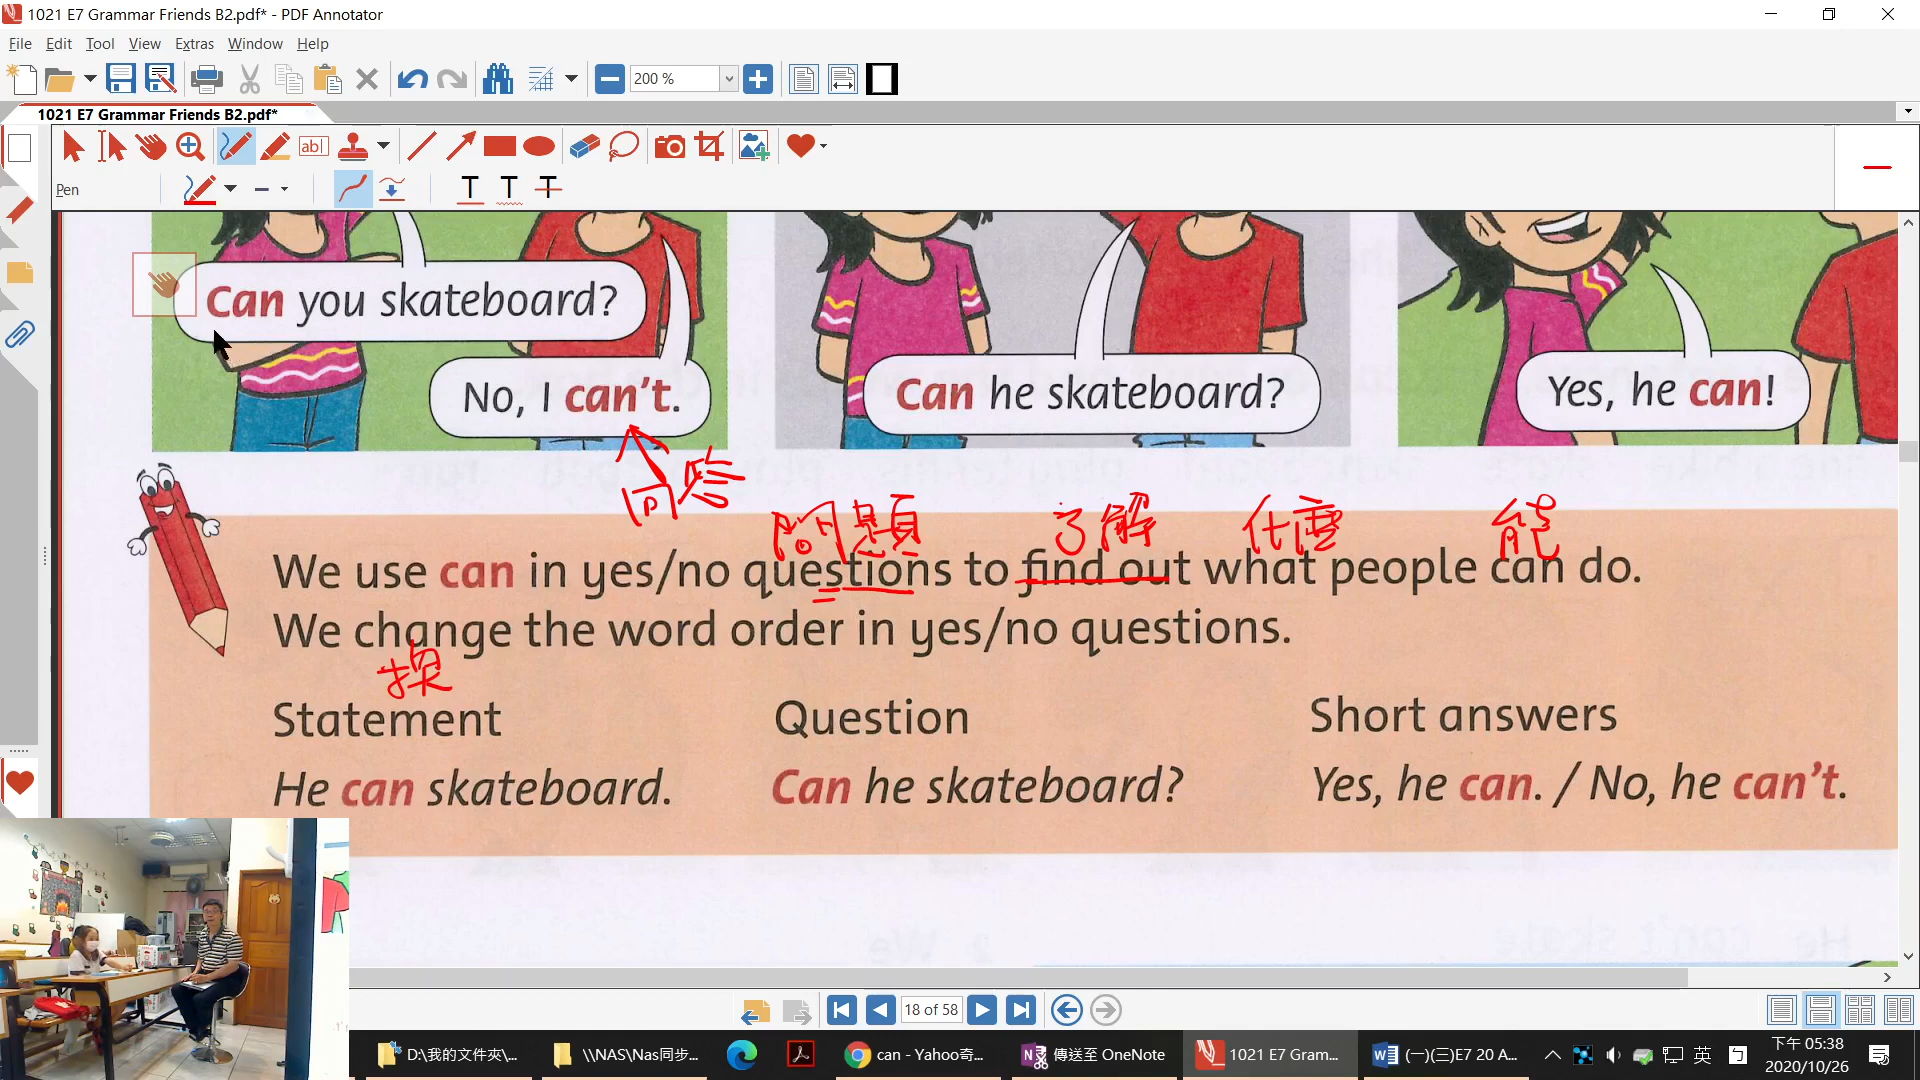 1021 E7 Grammar Friends B2.pdf* - PDF Annotator
File Edit Tool View Extras Window Help
200 %
1021 E7 Grammar Friends B2.pdf*
ab|
Pen
T T T
Can you skateboard?
No, I can't.
Can he skateboard?
Yes, he can!
回答
問題 了解 什麼 能
We use can in yes/no questions to find out what people can do.
We change the word order in yes/no questions.
換
Statement Question Short answers
He can skateboard. Can he skateboard? Yes, he can. / No, he can't.
18 of 58
D:\我的文件夾\... \\NAS\Nas同步... can - Yahoo奇... 傳送至 OneNote 1021 E7 Gram... (一)(三)E7 20 A... 英 下午 05:38
2020/10/26